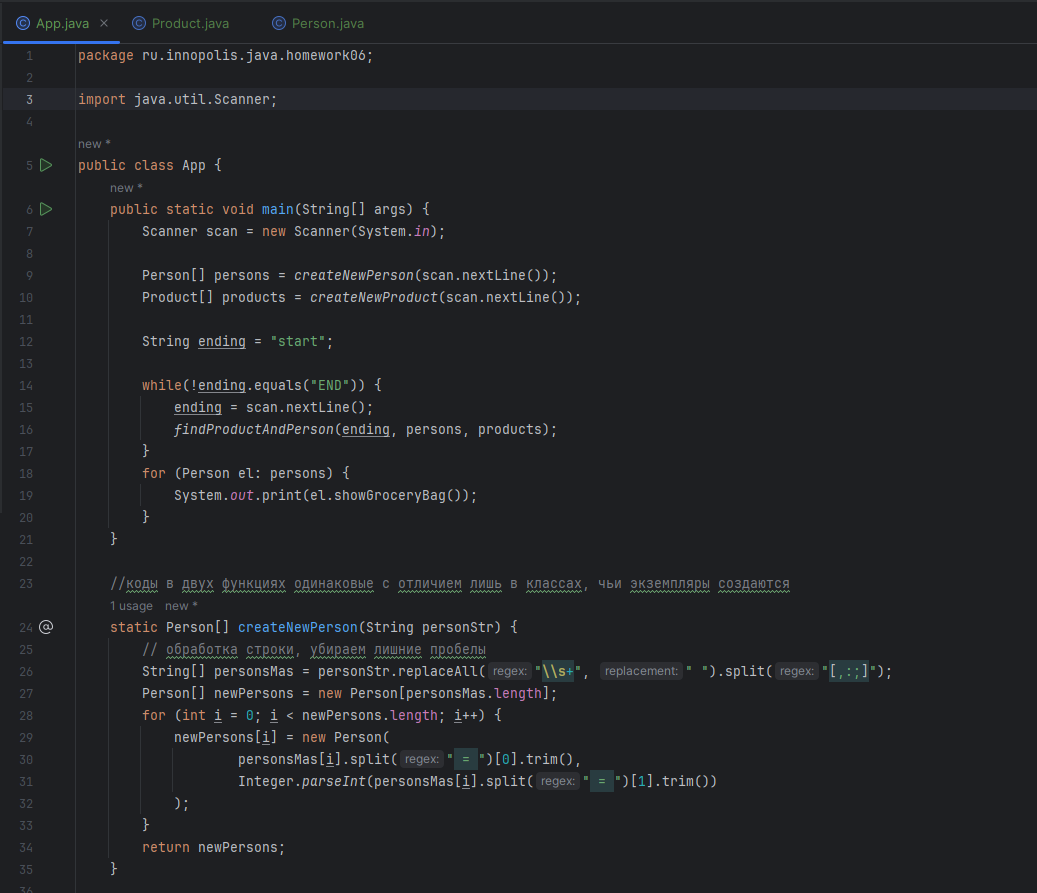 App.java × Product.java Person.java
1 package ru.innopolis.java.homework06;
2
3 import java.util.Scanner;
4
new *
5 public class App {
new *
6 public static void main(String[] args) {
7 Scanner scan = new Scanner(System.in);
8
9 Person[] persons = createNewPerson(scan.nextLine());
10 Product[] products = createNewProduct(scan.nextLine());
11
12 String ending = "start";
13
14 while(!ending.equals("END")) {
15 ending = scan.nextLine();
16 findProductAndPerson(ending, persons, products);
17 }
18 for (Person el: persons) {
19 System.out.print(el.showGroceryBag());
20 }
21 }
22
23 //коды в двух функциях одинаковые с отличием лишь в классах, чьи экземпляры создаются
1 usage new *
24 @ static Person[] createNewPerson(String personStr) {
25 // обработка строки, убираем лишние пробелы
26 String[] personsMas = personStr.replaceAll( regex: "\\s+", replacement: " ").split( regex: "[,:;]");
27 Person[] newPersons = new Person[personsMas.length];
28 for (int i = 0; i < newPersons.length; i++) {
29 newPersons[i] = new Person(
30 personsMas[i].split( regex: " = ")[0].trim(),
31 Integer.parseInt(personsMas[i].split( regex: " = ")[1].trim())
32 );
33 }
34 return newPersons;
35 }
36